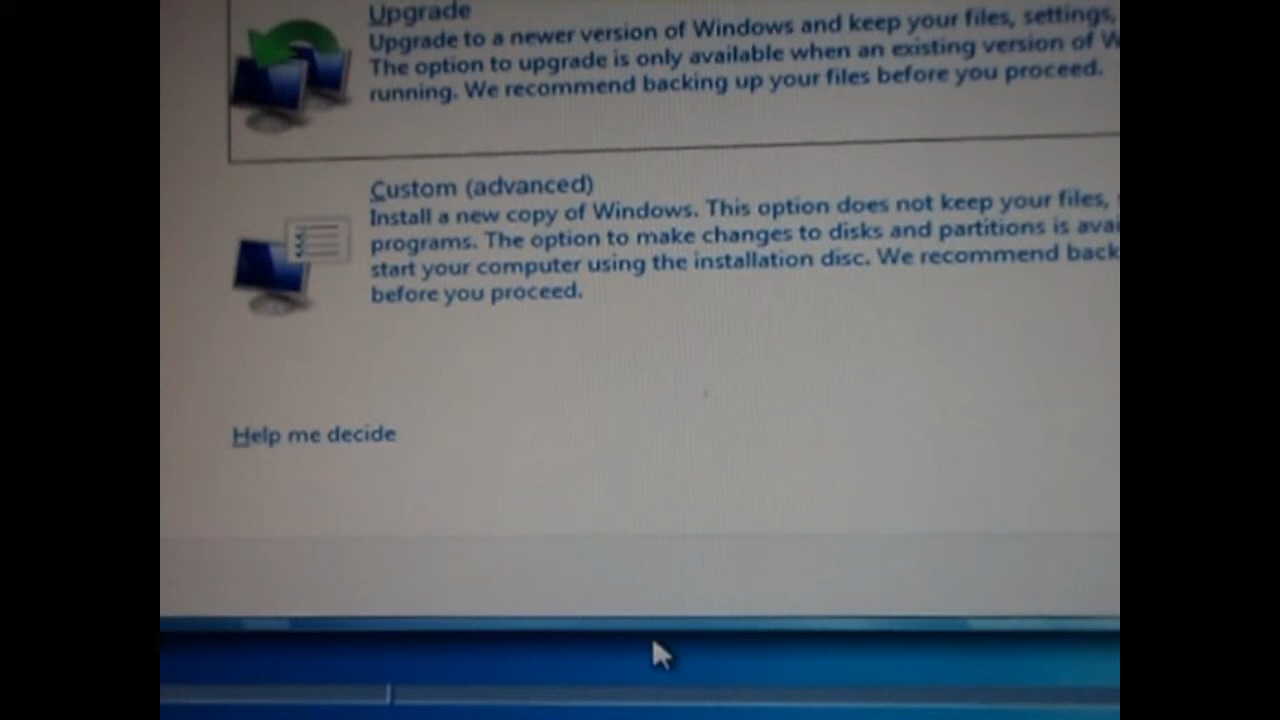 Upgrade
Upgrade to a newer version of Windows and keep your files, settings,
The option to upgrade is only available when an existing version of W
running. We recommend backing up your files before you proceed.
Custom (advanced)
Install a new copy of Windows. This option does not keep your files,
programs. The option to make changes to disks and partitions is avai
start your computer using the installation disc. We recommend back
before you proceed.
Help me decide